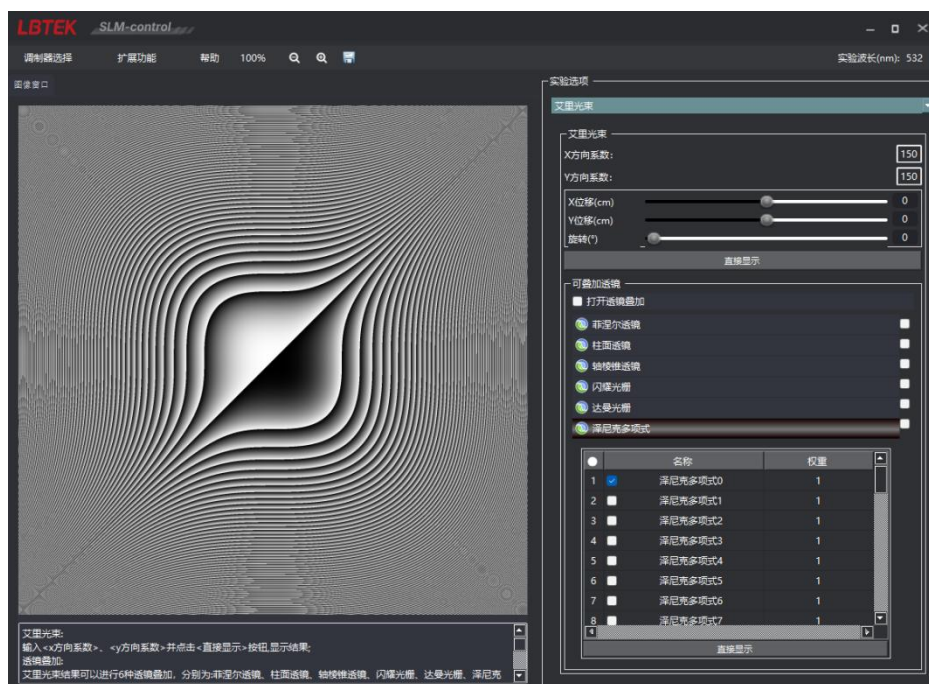 LBTEK SLM-control
调制器选择 扩展功能 帮助 100% 实验波长(nm): 532
图像窗口
实验选项
艾里光束
艾里光束
X方向系数: 150
Y方向系数: 150
X位移(cm) 0
Y位移(cm) 0
旋转(°) 0
直接显示
可叠加透镜
打开透镜叠加
菲涅尔透镜
柱面透镜
轴棱锥透镜
闪耀光栅
达曼光栅
泽尼克多项式
名称 权重
1 泽尼克多项式0 1
2 泽尼克多项式1 1
3 泽尼克多项式2 1
4 泽尼克多项式3 1
5 泽尼克多项式4 1
6 泽尼克多项式5 1
7 泽尼克多项式6 1
8 泽尼克多项式7 1
直接显示
艾里光束:
输入<x方向系数>、<y方向系数>并点击<直接显示>按钮,显示结果;
透镜叠加:
艾里光束结果可以进行6种透镜叠加，分别为:菲涅尔透镜、柱面透镜、轴棱锥透镜、闪耀光栅、达曼光栅、泽尼克